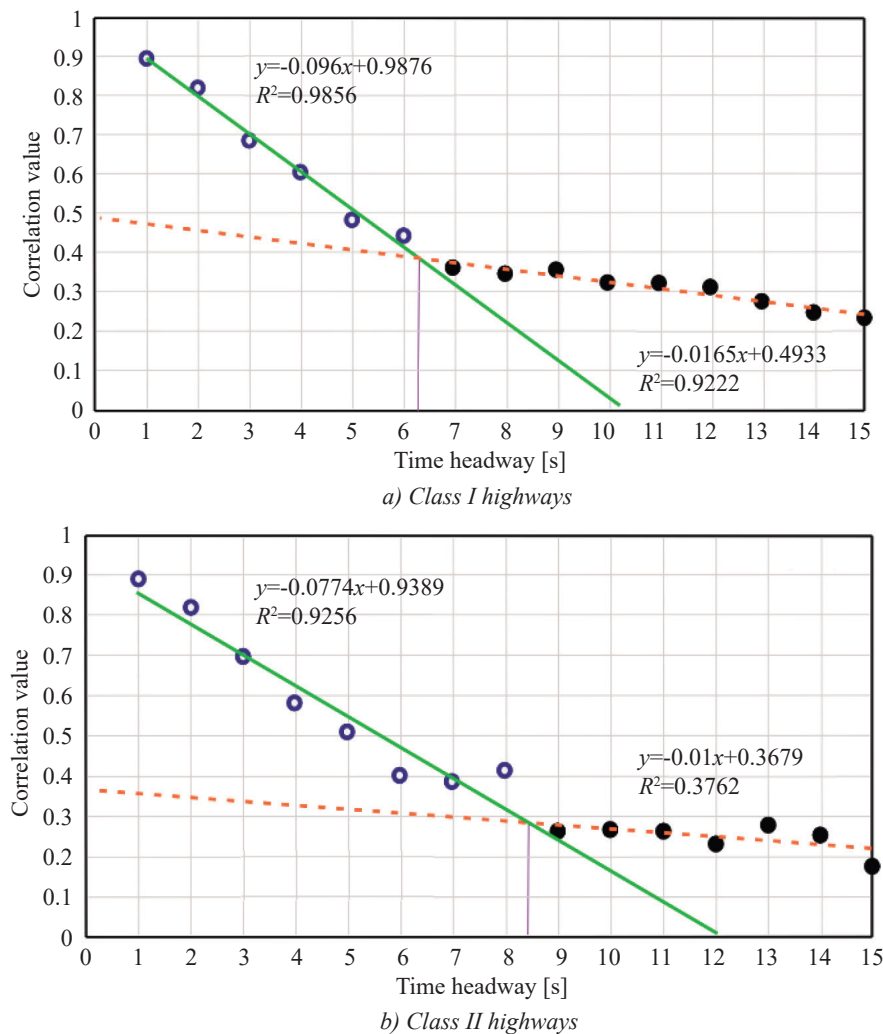 1
0.9
0.8
0.7
0.6
0.5
0.4
0.3
0.2
0.1
0
Correlation value
y=-0.096x+0.9876
R²=0.9856
y=-0.0165x+0.4933
R²=0.9222
0 1 2 3 4 5 6 7 8 9 10 11 12 13 14 15
Time headway [s]
a) Class I highways
1
0.9
0.8
0.7
0.6
0.5
0.4
0.3
0.2
0.1
0
Correlation value
y=-0.0774x+0.9389
R²=0.9256
y=-0.01x+0.3679
R²=0.3762
0 1 2 3 4 5 6 7 8 9 10 11 12 13 14 15
Time headway [s]
b) Class II highways